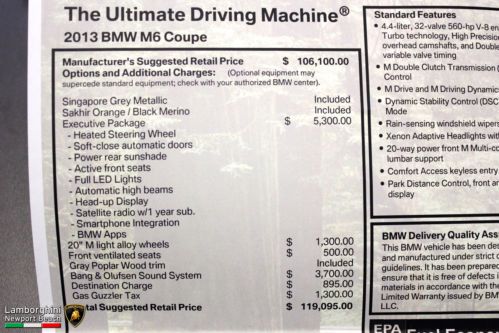 The Ultimate Driving Machine®
2013 BMW M6 Coupe
Manufacturer's Suggested Retail Price $ 106,100.00
Options and Additional Charges: (Optional equipment may
supercede standard equipment; check with your authorized BMW center).
Singapore Grey Metallic Included
Sakhir Orange / Black Merino Included
Executive Package $ 5,300.00
- Heated Steering Wheel
- Soft-close automatic doors
- Power rear sunshade
- Active front seats
- Full LED Lights
- Automatic high beams
- Head-up Display
- Satellite radio w/1 year sub.
- Smartphone Integration
- BMW Apps
20" M light alloy wheels $ 1,300.00
Front ventilated seats $ 500.00
Gray Poplar Wood trim Included
Bang & Olufsen Sound System $ 3,700.00
Destination Charge $ 895.00
Gas Guzzler Tax $ 1,300.00
Suggested Retail Price $ 119,095.00
Standard Features
4.4-liter, 32-valve 560-hp V-8 en
Turbo technology, High Precision
overhead camshafts, and Double
variable valve timing
• M Double Clutch Transmission (
Control
• M Drive and M Driving Dynamic
• Dynamic Stability Control (DSC
Mode
• Rain-sensing windshield wipers
• Xenon Adaptive Headlights with
• 20-way power front M Multi-co
lumbar support
• Comfort Access keyless entry
• Park Distance Control, front an
display
BMW Delivery Quality Ass
This BMW vehicle has been des
and manufactured under strict c
guidelines. It has been prepared
ensure that it is free of defects i
materials in accordance with the
Limited Warranty issued by BM
LLC.
EPA
Lamborghini
Newport Beach